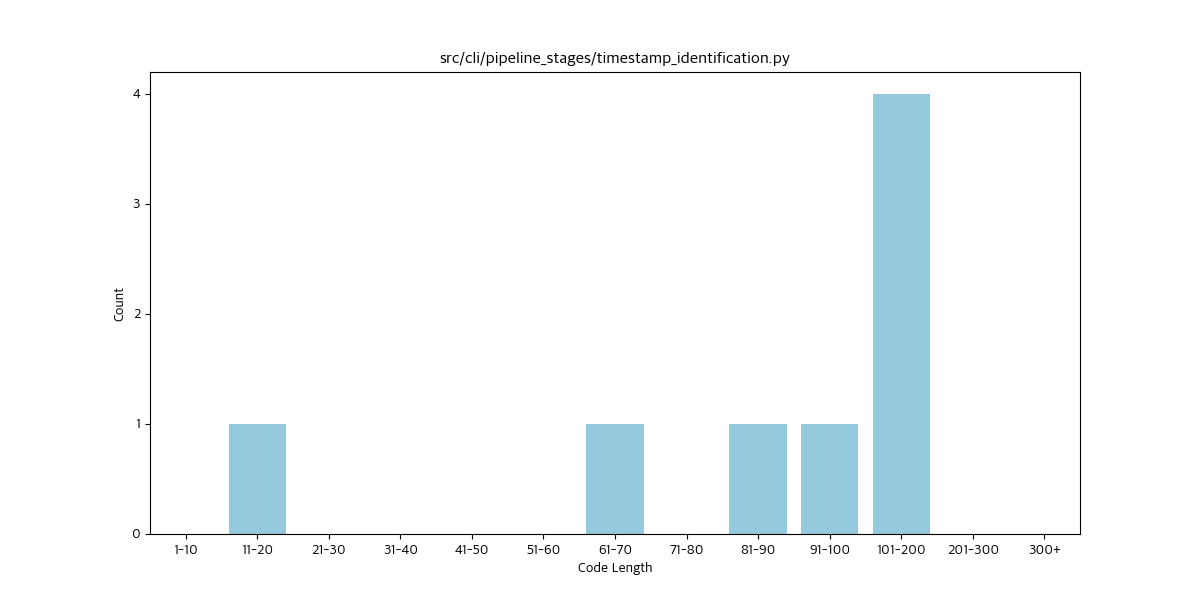 src/cli/pipeline_stages/timestamp_identification.py
4
3
2
1
0
Count
1-10 11-20 21-30 31-40 41-50 51-60 61-70 71-80 81-90 91-100 101-200 201-300 300+
Code Length